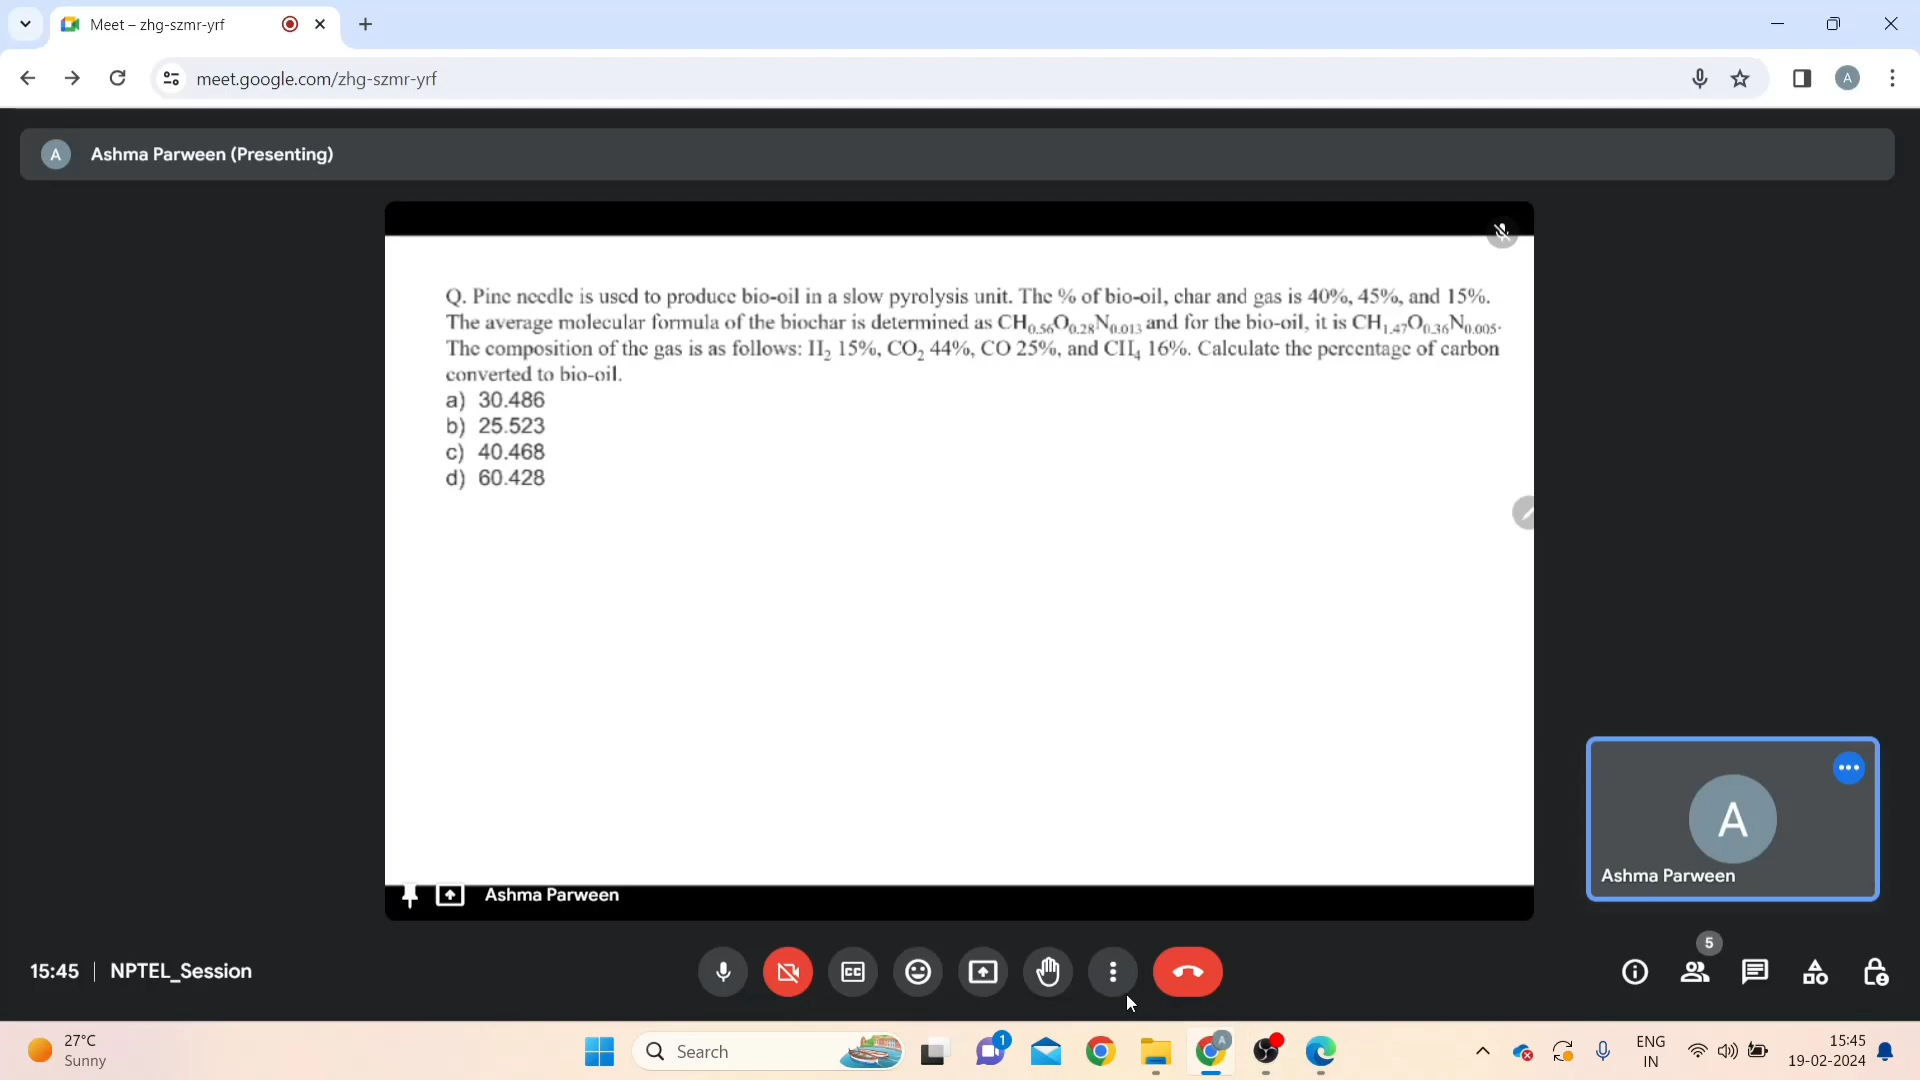 Meet – zhg-szmr-yrf
meet.google.com/zhg-szmr-yrf
A
A Ashma Parween (Presenting)
Q. Pine needle is used to produce bio-oil in a slow pyrolysis unit. The % of bio-oil, char and gas is 40%, 45%, and 15%.
The average molecular formula of the biochar is determined as CH₀.₅₆O₀.₂₈N₀.₀₁₃ and for the bio-oil, it is CH₁.₄₇O₀.₃₆N₀.₀₀₅.
The composition of the gas is as follows: H₂ 15%, CO₂ 44%, CO 25%, and CH₄ 16%. Calculate the percentage of carbon
converted to bio-oil.
a) 30.486
b) 25.523
c) 40.468
d) 60.428
A
Ashma Parween
Ashma Parween
15:45 | NPTEL_Session
CC
5
27°C
Sunny
Search
1
A
ENG
IN
15:45
19-02-2024